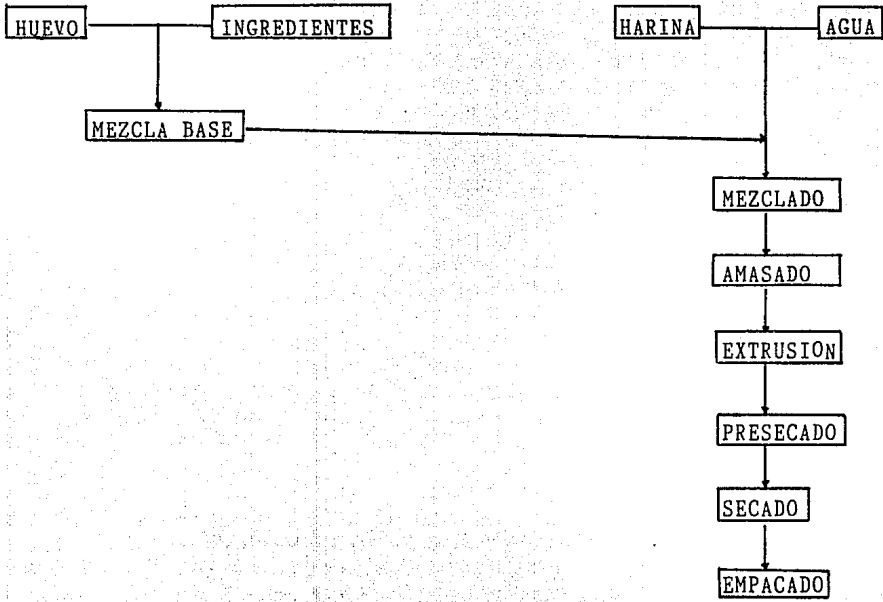 HUEVO INGREDIENTES HARINA AGUA
MEZCLA BASE
MEZCLADO
AMASADO
EXTRUSION
PRESECADO
SECADO
EMPACADO